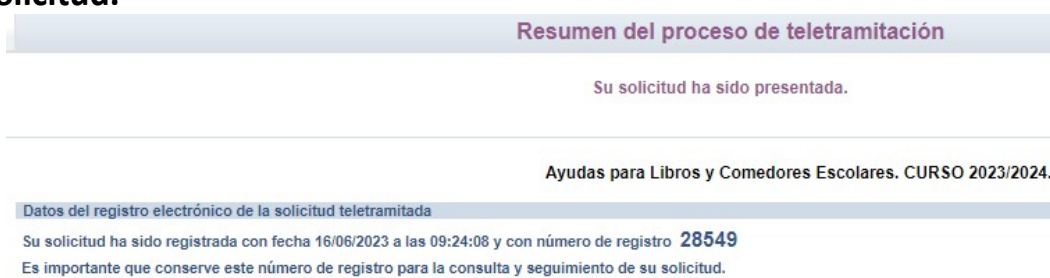 Resumen del proceso de teletramitación
Su solicitud ha sido presentada.
Ayudas para Libros y Comedores Escolares. CURSO 2023/2024.
Datos del registro electrónico de la solicitud teletramitada
Su solicitud ha sido registrada con fecha 16/06/2023 a las 09:24:08 y con número de registro 28549
Es importante que conserve este número de registro para la consulta y seguimiento de su solicitud.